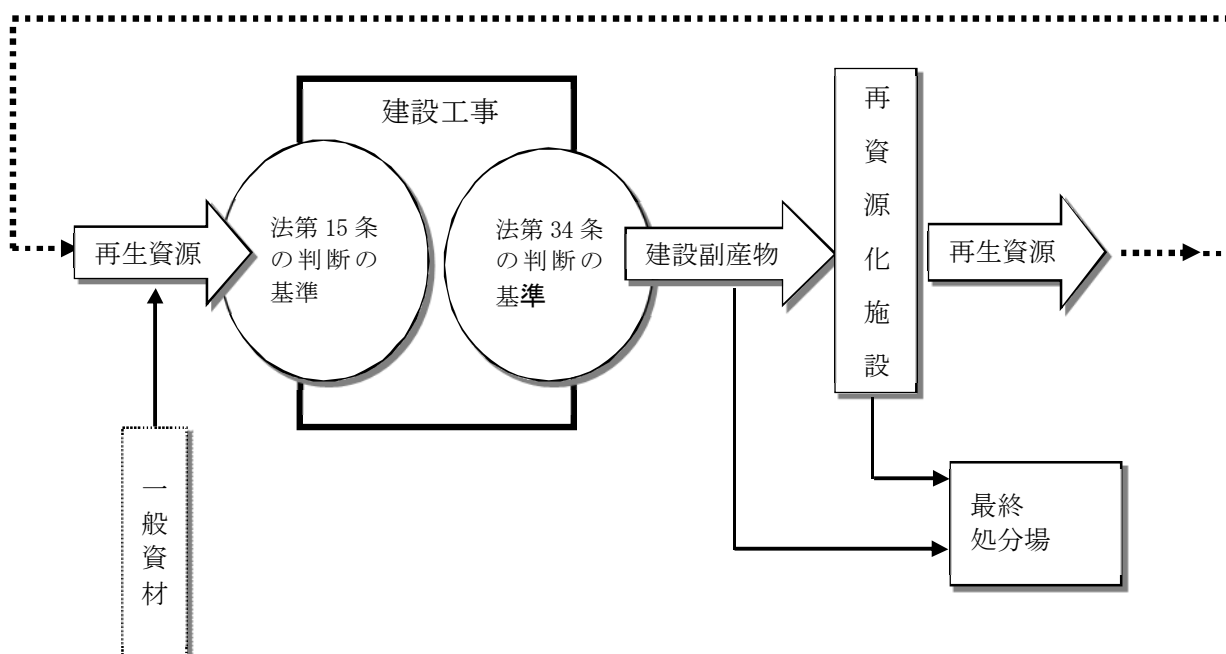 建設工事
再生資源
法第 15 条
の判断の
基準
法第 34 条
の判断の
基準
建設副産物
再資源化施設
再生資源
一般資材
最終
処分場